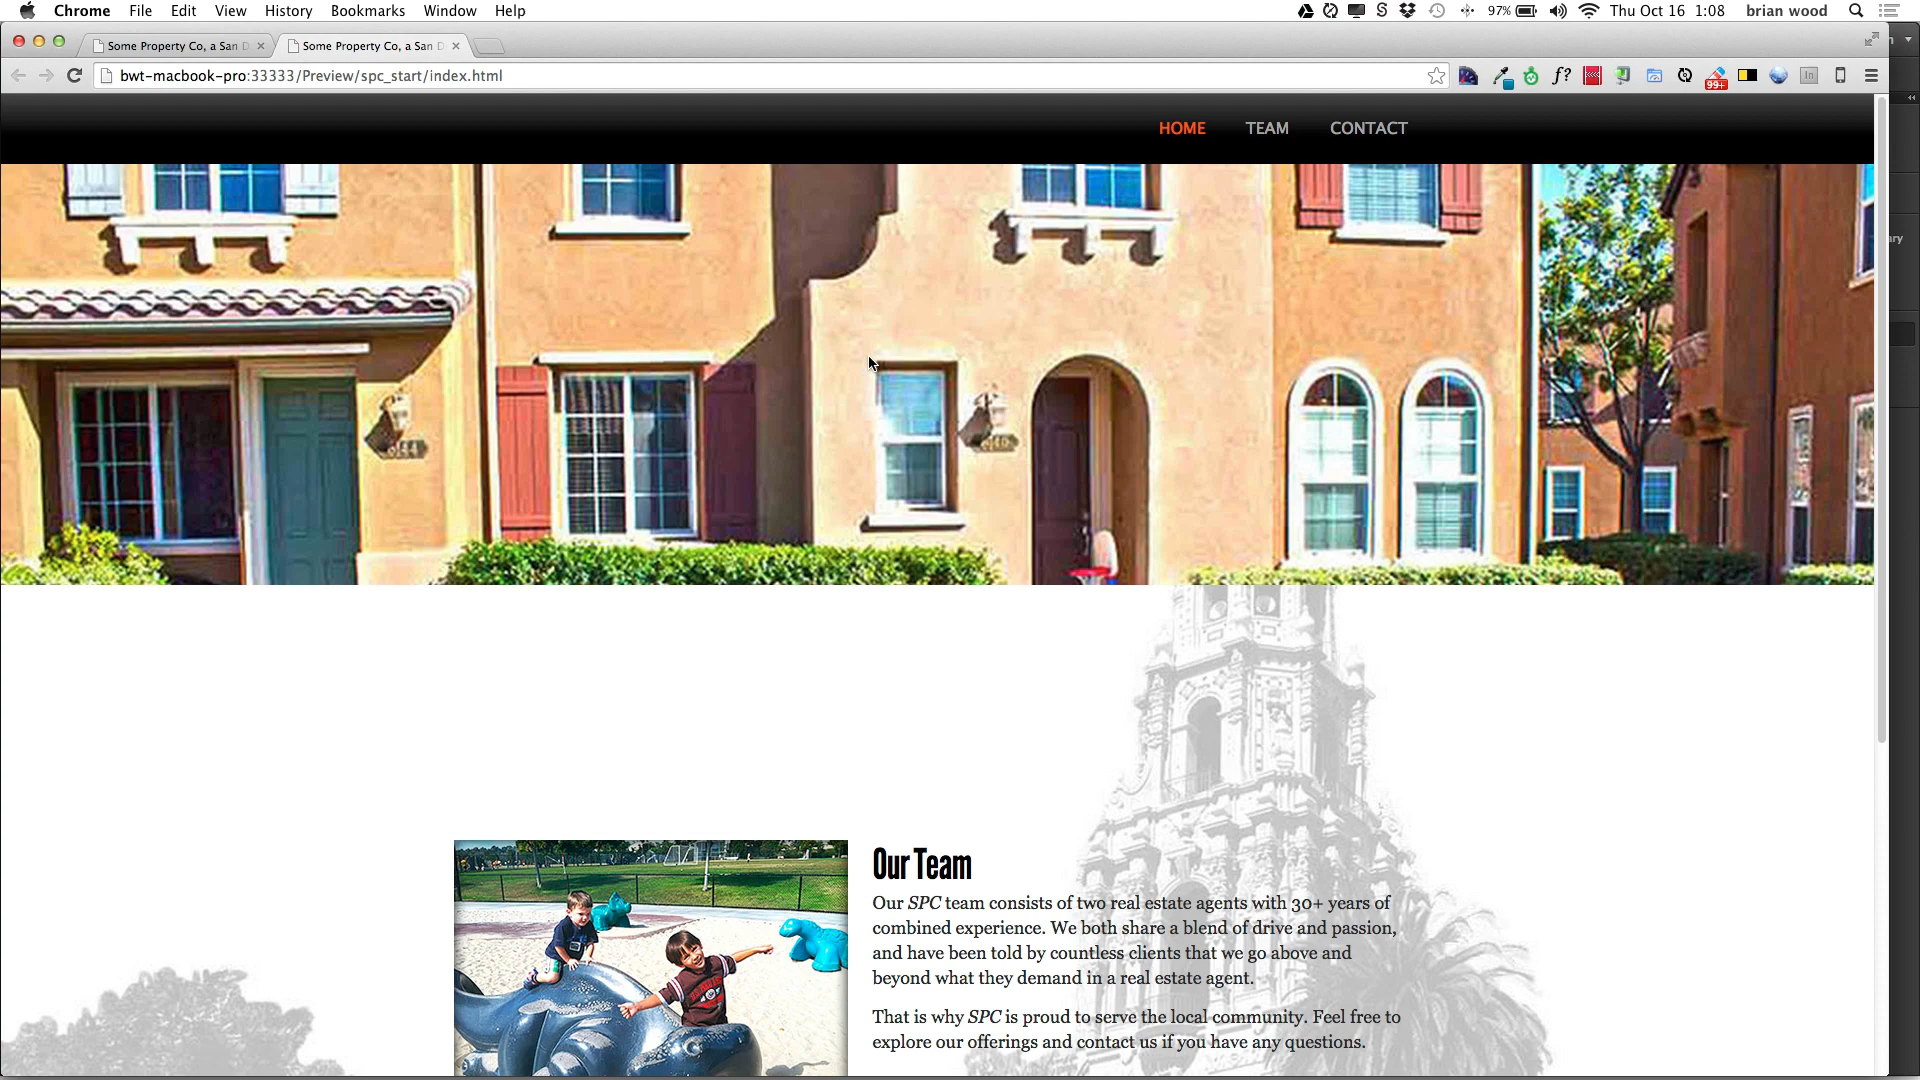 Chrome File Edit View History Bookmarks Window Help
97% Thu Oct 16 1:08 brian wood
Some Property Co, a San D
Some Property Co, a San D
bwt-macbook-pro:33333/Preview/spc_start/index.html
f?
99+
In
HOME TEAM CONTACT
ary
Our Team
Our SPC team consists of two real estate agents with 30+ years of
combined experience. We both share a blend of drive and passion,
and have been told by countless clients that we go above and
beyond what they demand in a real estate agent.
That is why SPC is proud to serve the local community. Feel free to
explore our offerings and contact us if you have any questions.